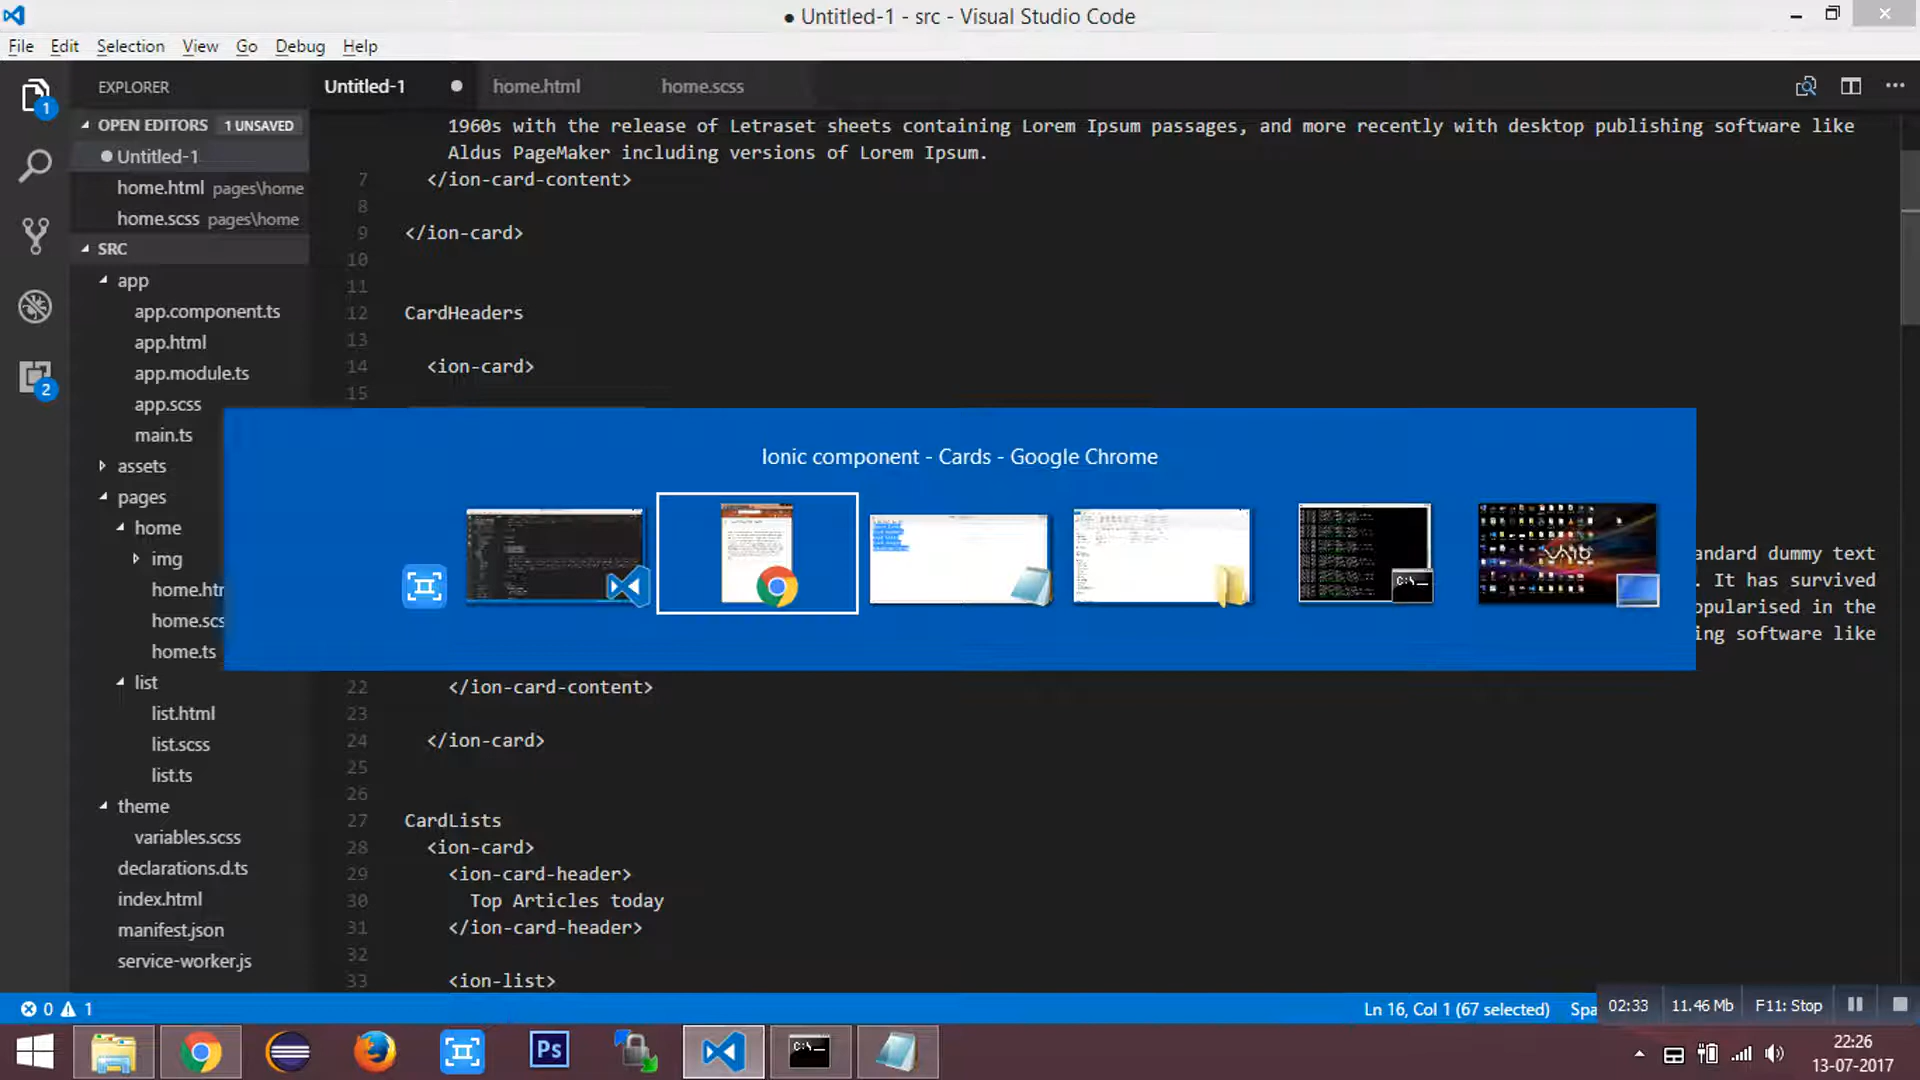 ● Untitled-1 - src - Visual Studio Code
File Edit Selection View Go Debug Help
EXPLORER
Untitled-1 ● home.html home.scss
OPEN EDITORS 1 UNSAVED
Untitled-1
home.html pages\home
home.scss pages\home
SRC
app
app.component.ts
app.html
app.module.ts
app.scss
main.ts
assets
pages
home
img
home.htm
home.scs
home.ts
list
list.html
list.scss
list.ts
theme
variables.scss
declarations.d.ts
index.html
manifest.json
service-worker.js
1
2
1960s with the release of Letraset sheets containing Lorem Ipsum passages, and more recently with desktop publishing software like
Aldus PageMaker including versions of Lorem Ipsum.
7 </ion-card-content>
8
9 </ion-card>
10
11
12 CardHeaders
13
14 <ion-card>
15
Ionic component - Cards - Google Chrome
C:\_
andard dummy text
. It has survived
opularised in the
ing software like
22 </ion-card-content>
23
24 </ion-card>
25
26
27 CardLists
28 <ion-card>
29 <ion-card-header>
30 Top Articles today
31 </ion-card-header>
32
33 <ion-list>
0 1
Ln 16, Col 1 (67 selected) Spa
02:33 11.46 Mb F11: Stop
Ps
C:\_
22:26
13-07-2017